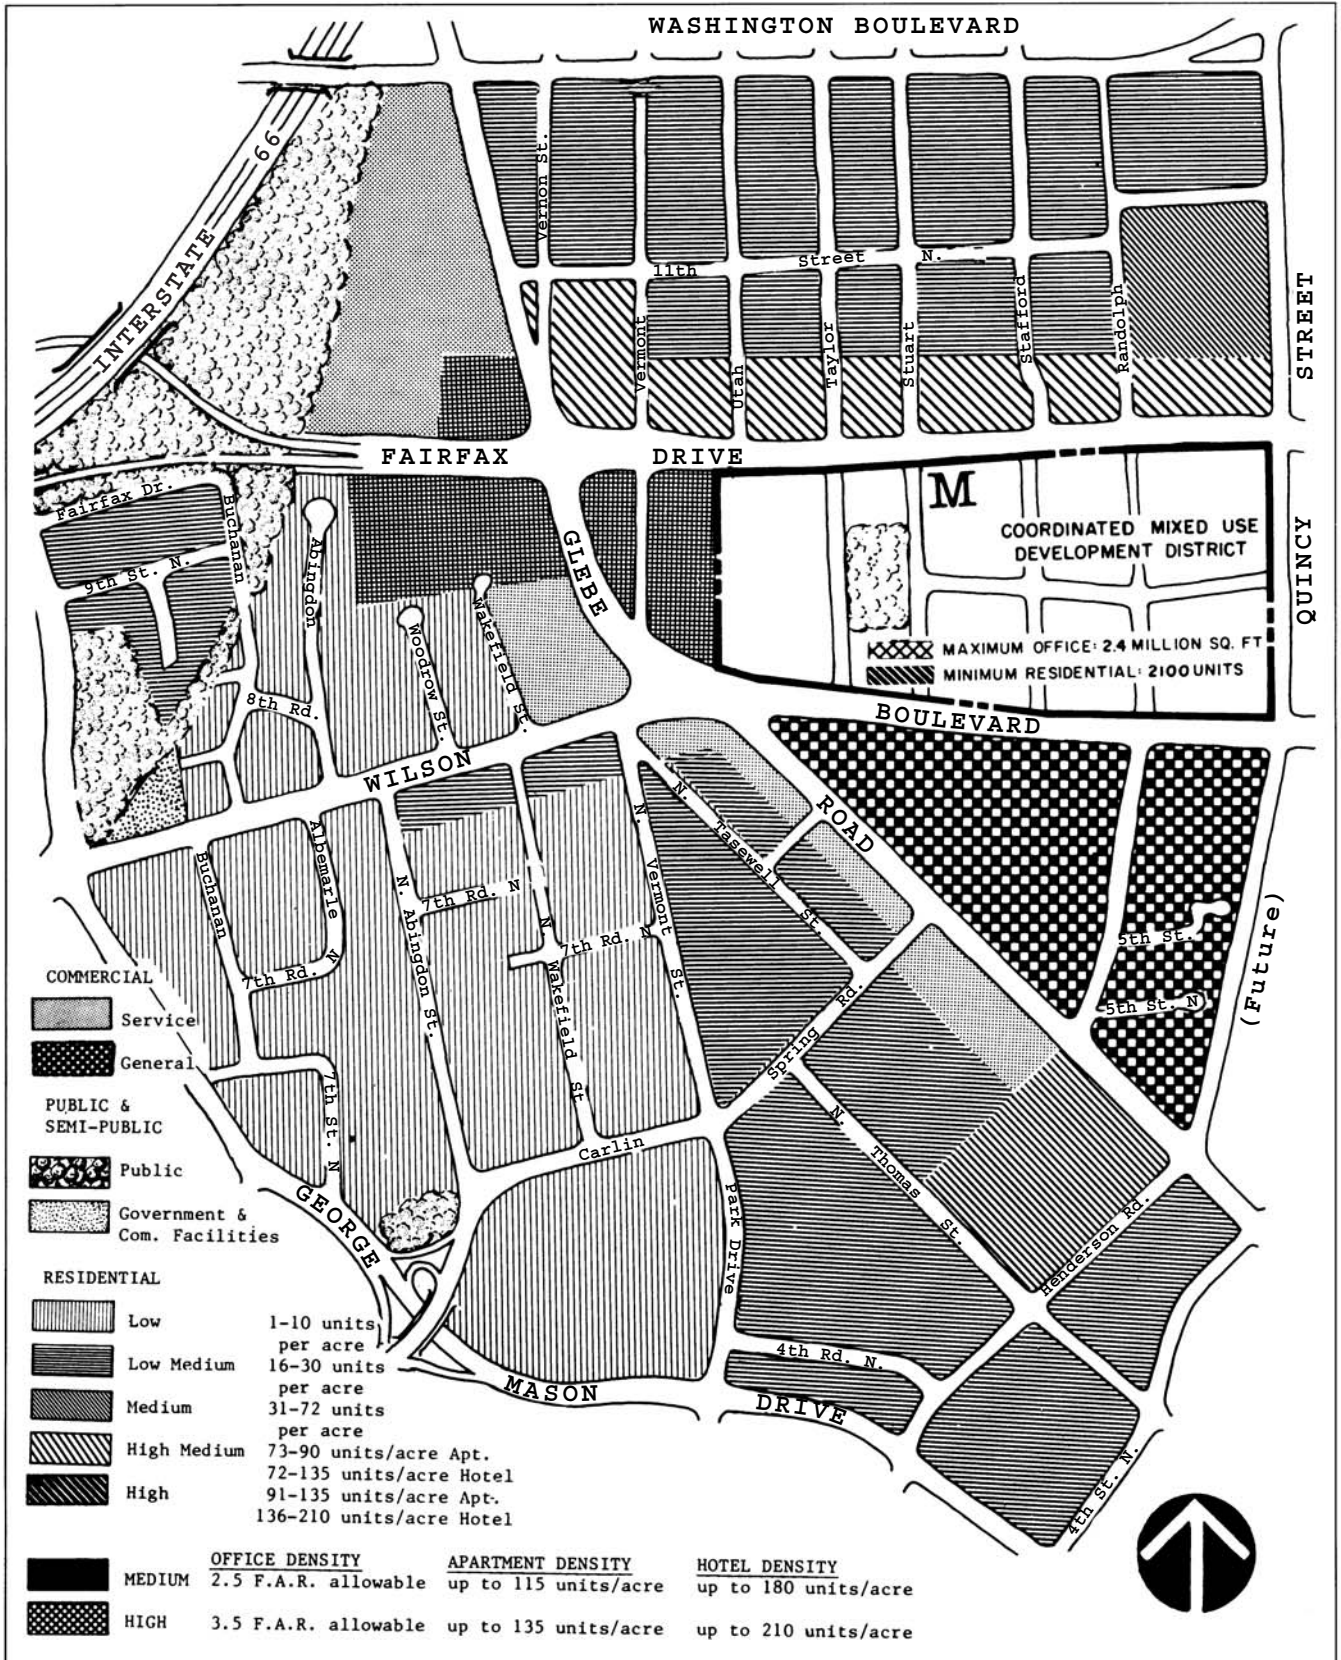 WASHINGTON BOULEVARD
INTERSTATE 66
Vernon St.
11th Street N.
Vermont
Utah
Taylor
Stuart
Stafford
Randolph
STREET
QUINCY
FAIRFAX DRIVE
M
COORDINATED MIXED USE
DEVELOPMENT DISTRICT
MAXIMUM OFFICE: 2.4 MILLION SQ. FT
MINIMUM RESIDENTIAL: 2100 UNITS
Fairfax Dr.
Buchanan
9th St. N.
Abingdon
GLEBE
Woodrow St.
Wakefield St.
8th Rd.
WILSON
BOULEVARD
ROAD
N. Tasewell St.
N. Vermont St.
Albemarle
Buchanan
N. Abingdon St.
7th Rd. N
7th Rd. N
7th Rd. N
N Wakefield St
5th St.
5th St. N
(Future)
Spring Rd.
N. Thomas St.
Henderson Rd.
7th St. N
Carlin
Park Drive
GEORGE
MASON
DRIVE
4th Rd. N.
4th St. N.
COMMERCIAL
Service
General
PUBLIC &
SEMI-PUBLIC
Public
Government &
Com. Facilities
RESIDENTIAL
Low 1-10 units
per acre
Low Medium 16-30 units
per acre
Medium 31-72 units
per acre
High Medium 73-90 units/acre Apt.
72-135 units/acre Hotel
High 91-135 units/acre Apt.
136-210 units/acre Hotel
OFFICE DENSITY APARTMENT DENSITY HOTEL DENSITY
MEDIUM 2.5 F.A.R. allowable up to 115 units/acre up to 180 units/acre
HIGH 3.5 F.A.R. allowable up to 135 units/acre up to 210 units/acre